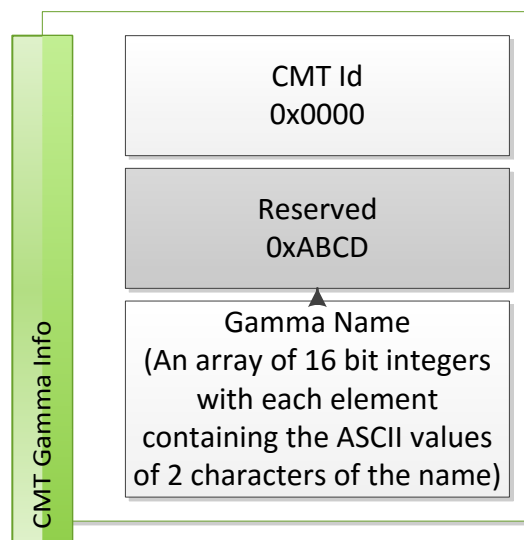 CMT Gamma Info
CMT Id
0x0000
Reserved
0xABCD
Gamma Name
(An array of 16 bit integers
with each element
containing the ASCII values
of 2 characters of the name)